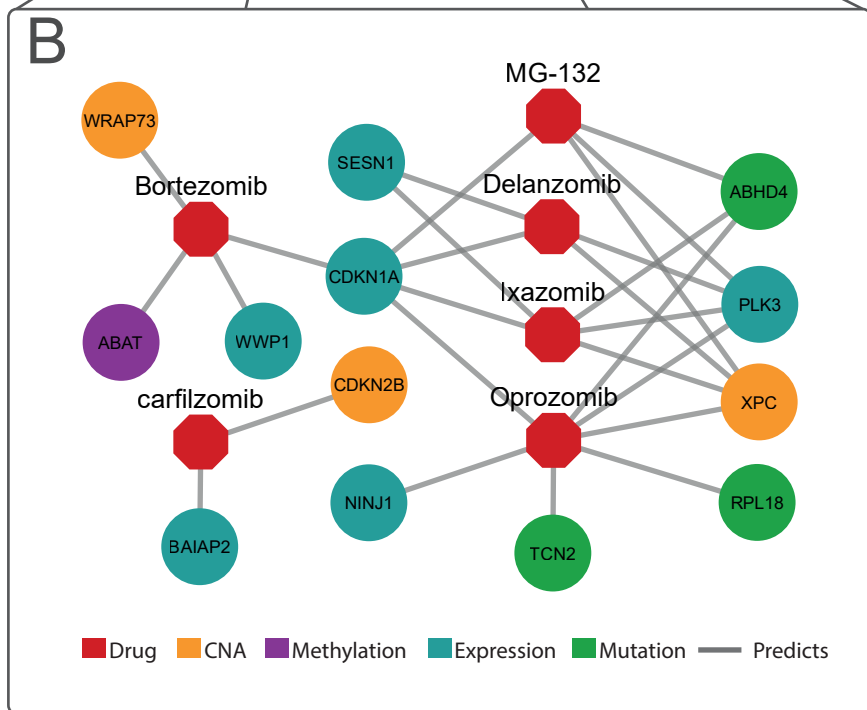 B
MG-132
WRAP73
SESN1
Bortezomib
Delanzomib
ABHD4
CDKN1A
Ixazomib
PLK3
ABAT
WWP1
CDKN2B
carfilzomib
Oprozomib
XPC
NINJ1
RPL18
BAIAP2
TCN2
Drug CNA Methylation Expression Mutation Predicts